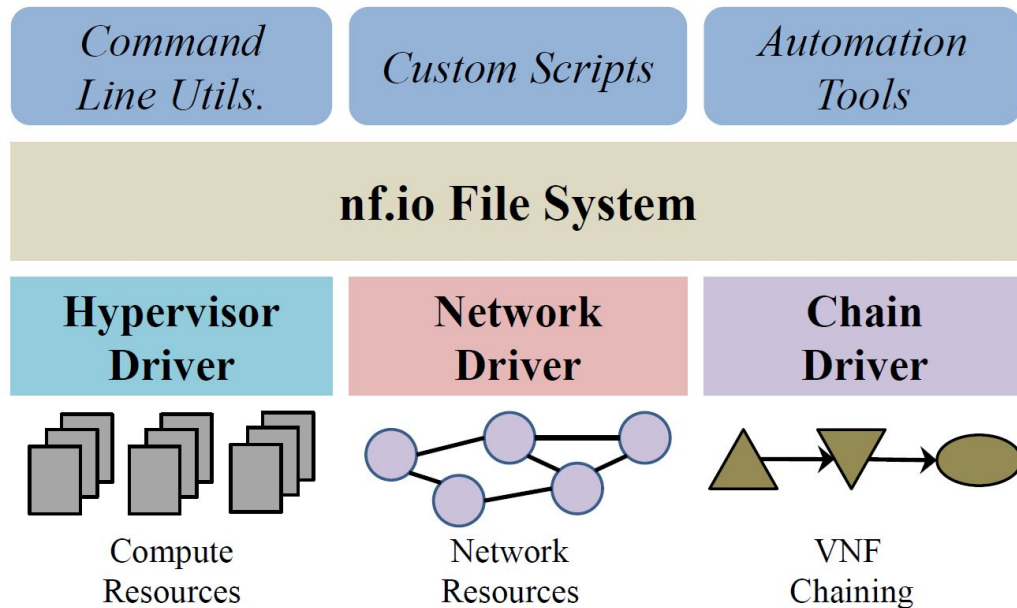 Command
Line Utils.
Custom Scripts
Automation
Tools
nf.io File System
Hypervisor
Driver
Network
Driver
Chain
Driver
Compute
Resources
Network
Resources
VNF
Chaining